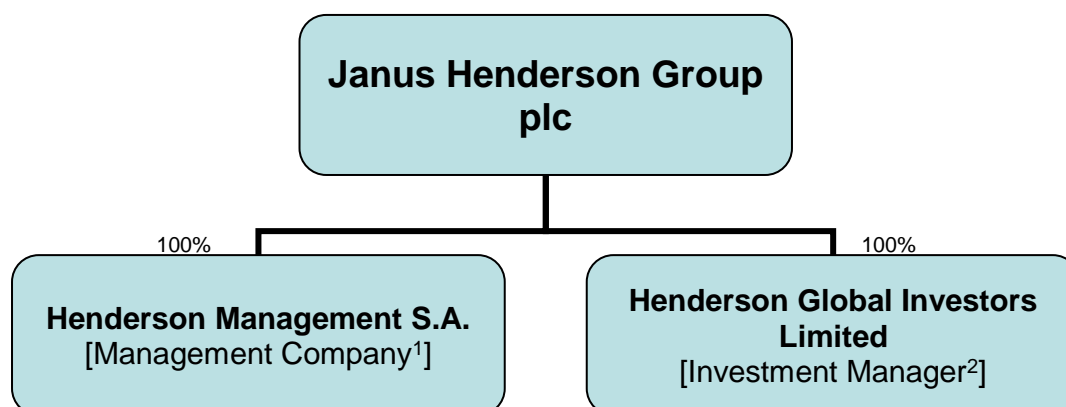 Janus Henderson Group
plc
100%
100%
Henderson Management S.A.
[Management Company¹]
Henderson Global Investors
Limited
[Investment Manager²]